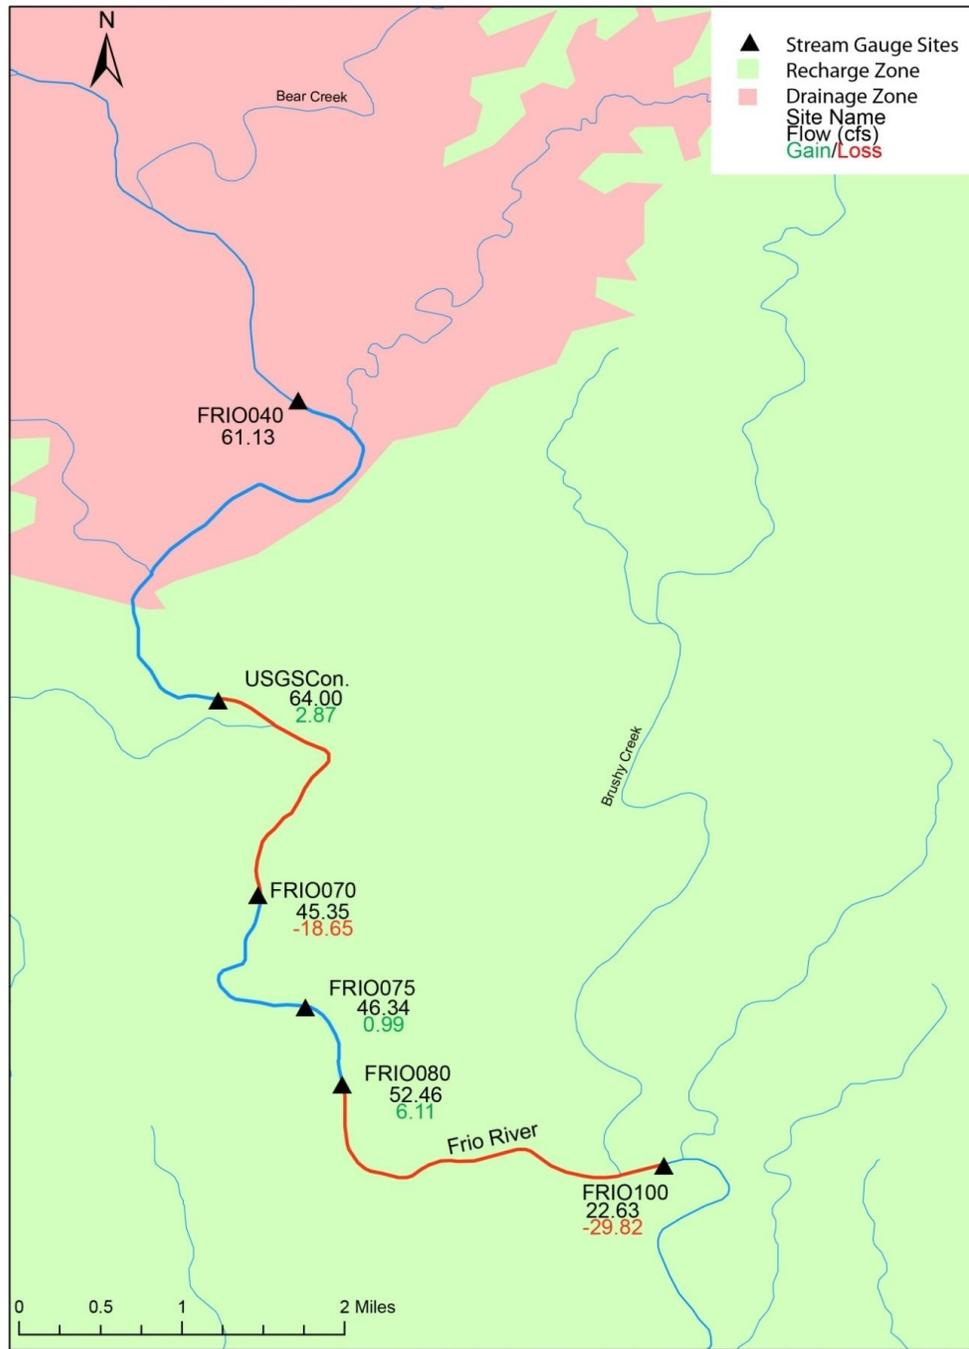 N
Stream Gauge Sites
Recharge Zone
Drainage Zone
Site Name
Flow (cfs)
Gain/Loss
Bear Creek
FRIO040
61.13
USGSCon.
64.00
2.87
Brushy Creek
FRIO070
45.35
-18.65
FRIO075
46.34
0.99
FRIO080
52.46
6.11
Frio River
FRIO100
22.63
-29.82
0 0.5 1 2 Miles